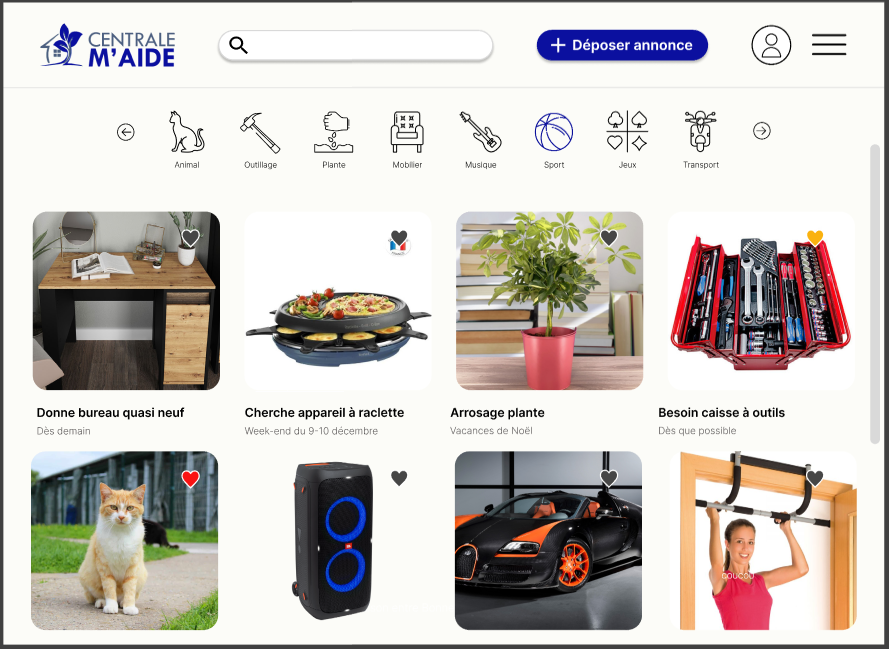 CENTRALE
M'AIDE
Déposer annonce
Animal
Outillage
Plante
Mobilier
Musique
Sport
Jeux
Transport
Donne bureau quasi neuf
Cherche appareil à raclette
Arrosage plante
Besoin caisse à outils
Dès demain
Week-end du 9-10 décembre
Vacances de Noël
Dès que possible
COUCOU